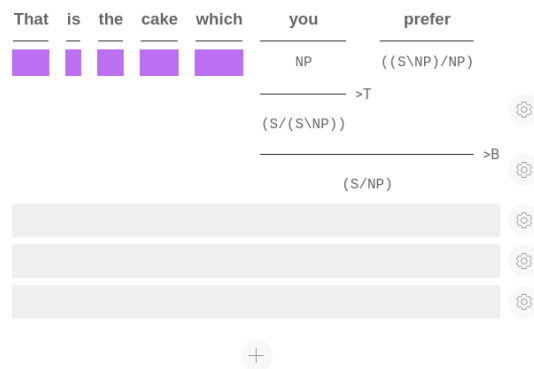 That is the cake which you prefer
NP ((S\NP)/NP)
>T
(S/(S\NP))
>B
(S/NP)